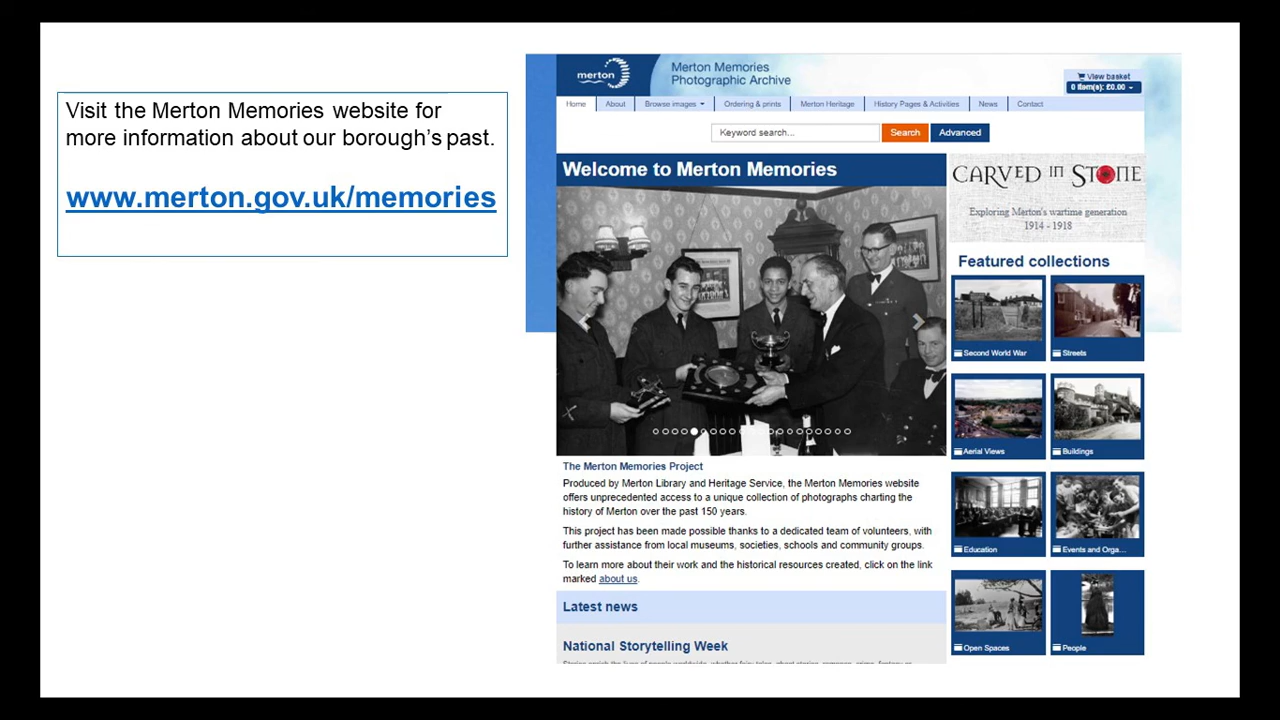 Visit the Merton Memories website for
more information about our borough's past.
www.merton.gov.uk/memories
merton
Merton Memories
Photographic Archive
View basket
0 item(s): £0.00
Home
About
Browse images
Ordering & prints
Merton Heritage
History Pages & Activities
News
Contact
Keyword search...
Search
Advanced
Welcome to Merton Memories
CARVED IN STONE
Exploring Merton's wartime generation
1914 - 1918
Featured collections
Second World War
Streets
Aerial Views
Buildings
Education
Events and Orga...
Open Spaces
People
The Merton Memories Project
Produced by Merton Library and Heritage Service, the Merton Memories website
offers unprecedented access to a unique collection of photographs charting the
history of Merton over the past 150 years.
This project has been made possible thanks to a dedicated team of volunteers, with
further assistance from local museums, societies, schools and community groups.
To learn more about their work and the historical resources created, click on the link
marked about us.
Latest news
National Storytelling Week